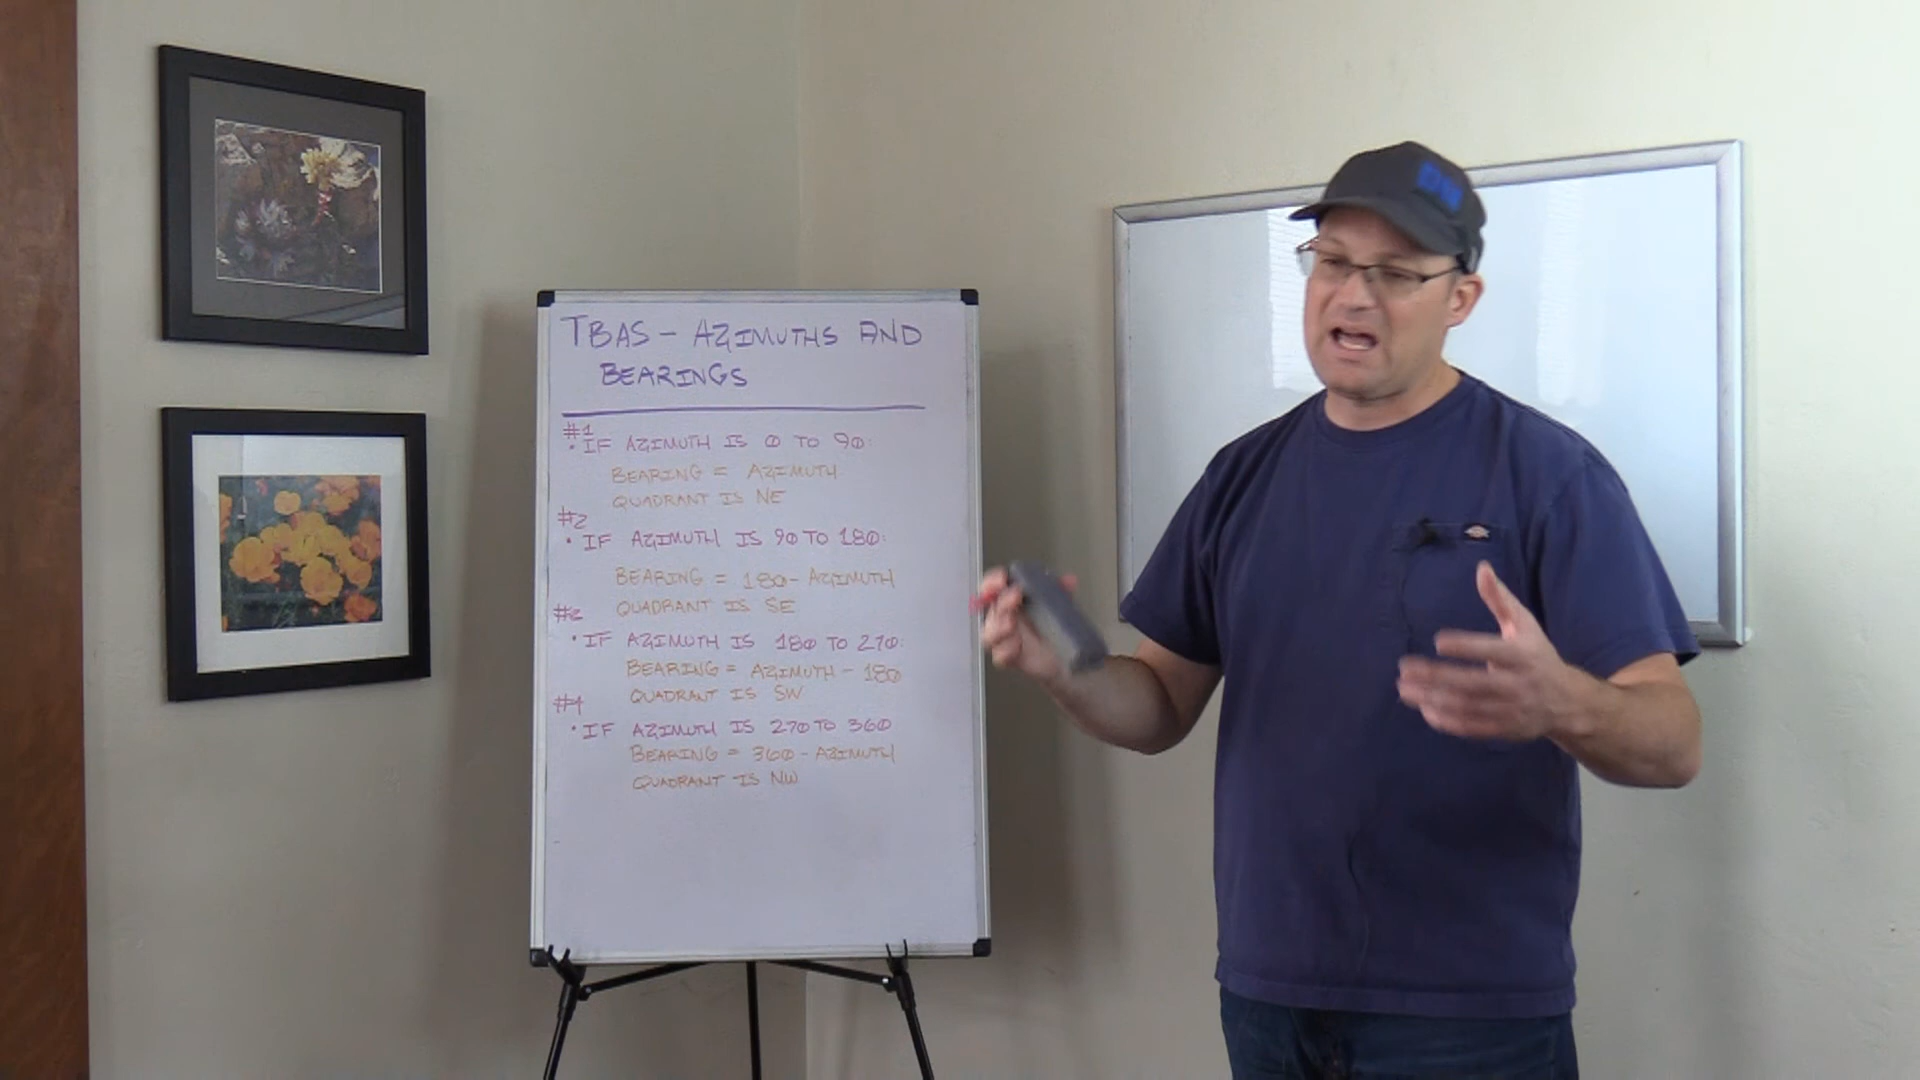 TBAS - AZIMUTHS AND
BEARINGS
#1
• IF AZIMUTH IS 0 TO 90:
BEARING = AZIMUTH
QUADRANT IS NE
#2
• IF AZIMUTH IS 90 TO 180:
BEARING = 180 - AZIMUTH
QUADRANT IS SE
#3
• IF AZIMUTH IS 180 TO 270:
BEARING = AZIMUTH - 180
QUADRANT IS SW
#4
• IF AZIMUTH IS 270 TO 360
BEARING = 360 - AZIMUTH
QUADRANT IS NW